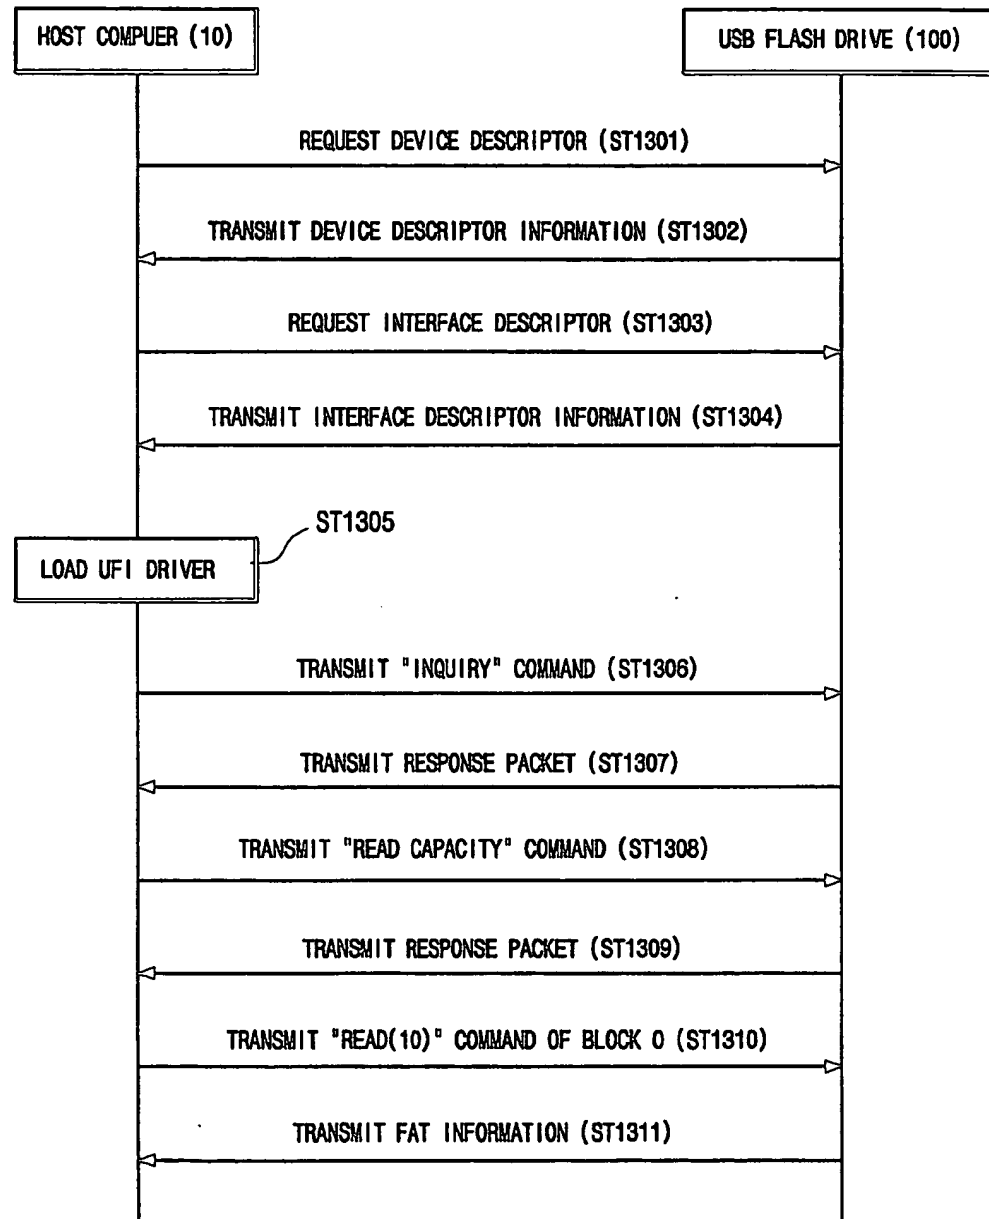 HOST COMPUER (10)
USB FLASH DRIVE (100)
REQUEST DEVICE DESCRIPTOR (ST1301)
TRANSMIT DEVICE DESCRIPTOR INFORMATION (ST1302)
REQUEST INTERFACE DESCRIPTOR (ST1303)
TRANSMIT INTERFACE DESCRIPTOR INFORMATION (ST1304)
ST1305
LOAD UFI DRIVER
TRANSMIT "INQUIRY" COMMAND (ST1306)
TRANSMIT RESPONSE PACKET (ST1307)
TRANSMIT "READ CAPACITY" COMMAND (ST1308)
TRANSMIT RESPONSE PACKET (ST1309)
TRANSMIT "READ(10)" COMMAND OF BLOCK 0 (ST1310)
TRANSMIT FAT INFORMATION (ST1311)